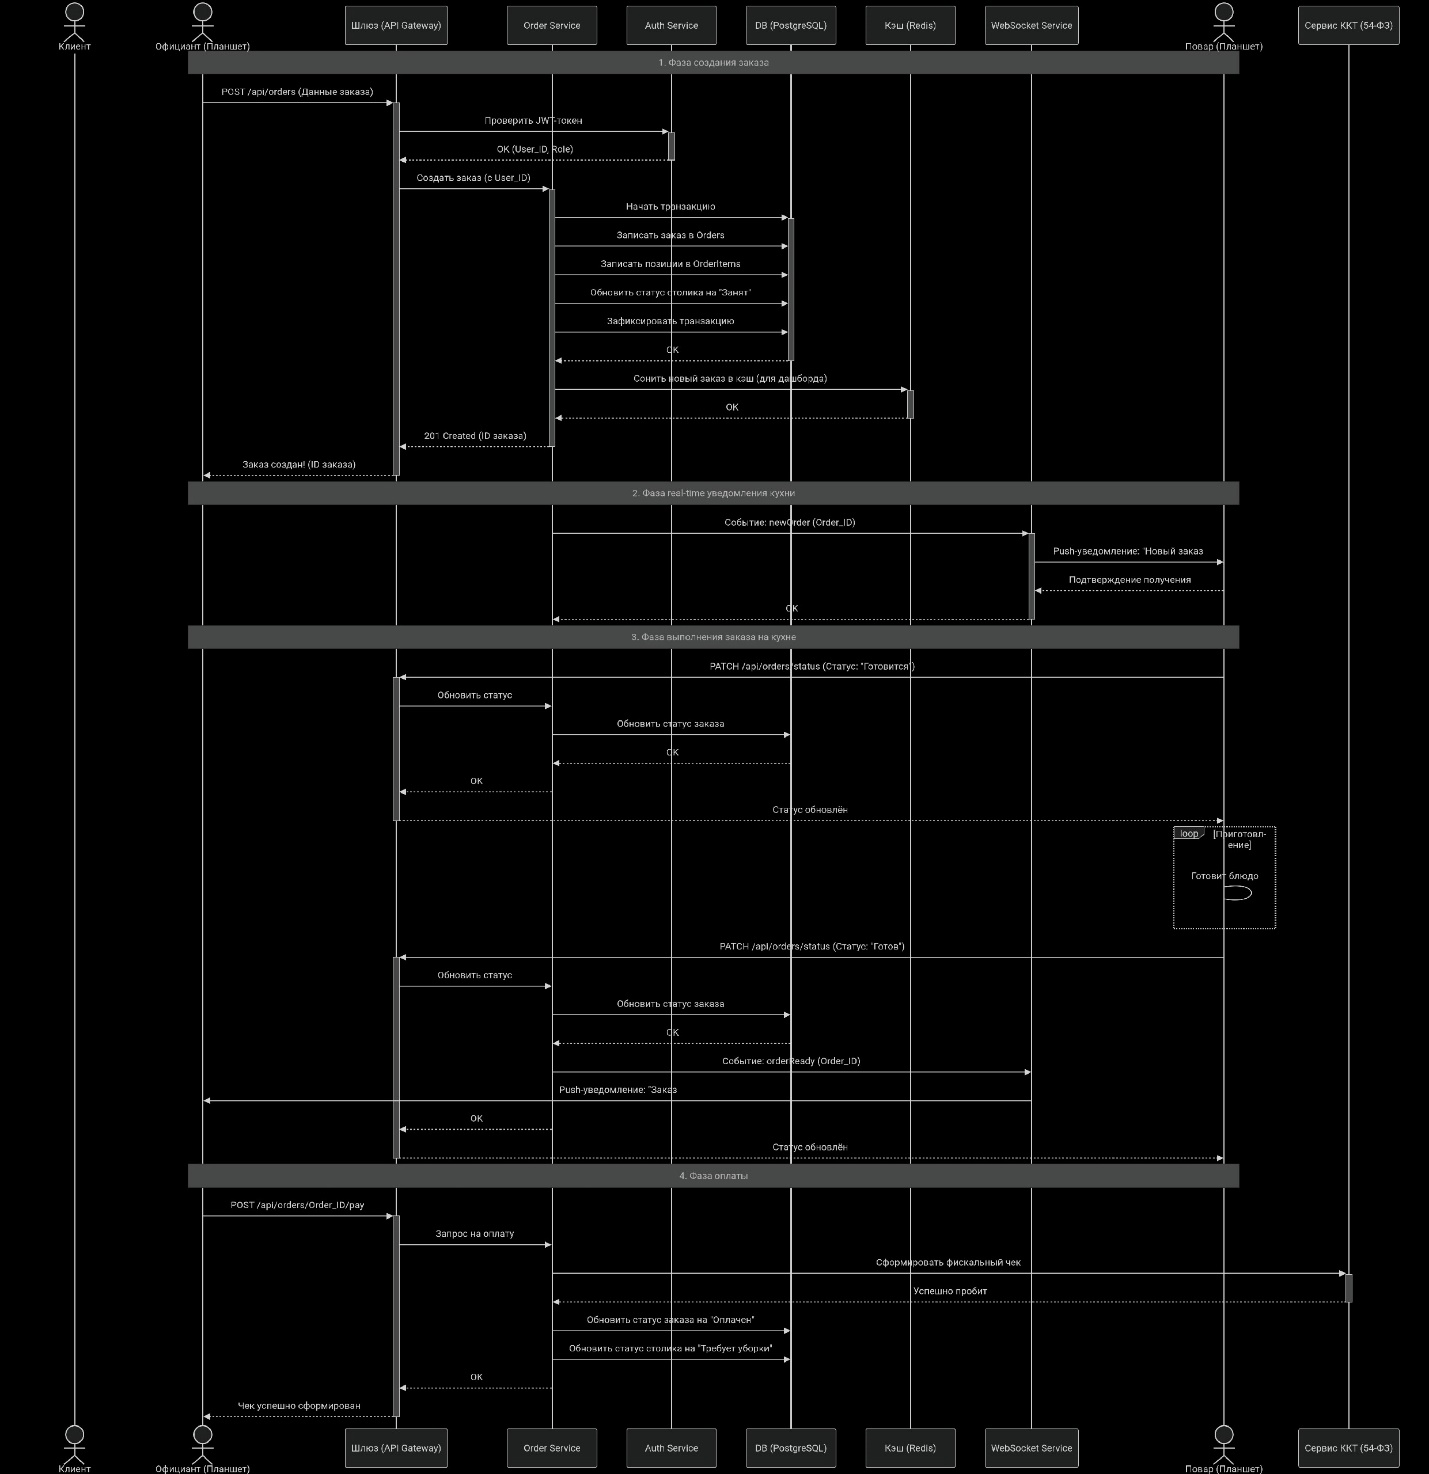 Клиент
Официант (Планшет)
Шлюз (API Gateway)
Order Service
Auth Service
DB (PostgreSQL)
Кэш (Redis)
WebSocket Service
Повар (Планшет)
Сервис ККТ (54-ФЗ)
1. Фаза создания заказа
POST /api/orders (Данные заказа)
Проверить JWT-токен
OK (User_ID, Role)
Создать заказ (с User_ID)
Начать транзакцию
Записать заказ в Orders
Записать позиции в OrderItems
Обновить статус столика на "Занят"
Зафиксировать транзакцию
OK
Сонить новый заказ в кэш (для дашборда)
OK
201 Created (ID заказа)
Заказ создан! (ID заказа)
2. Фаза real-time уведомления кухни
Событие: newOrder (Order_ID)
Push-уведомление: "Новый заказ
Подтверждение получения
OK
3. Фаза выполнения заказа на кухне
PATCH /api/orders/status (Статус: "Готовится")
Обновить статус
Обновить статус заказа
OK
OK
Статус обновлён
loop
[Приготовл-
ение]
Готовит блюдо
PATCH /api/orders/status (Статус: "Готов")
Обновить статус
Обновить статус заказа
OK
Событие: orderReady (Order_ID)
Push-уведомление: "Заказ
OK
Статус обновлён
4. Фаза оплаты
POST /api/orders/Order_ID/pay
Запрос на оплату
Сформировать фискальный чек
Успешно пробит
Обновить статус заказа на "Оплачен"
Обновить статус столика на "Требует уборки"
OK
Чек успешно сформирован
Клиент
Официант (Планшет)
Шлюз (API Gateway)
Order Service
Auth Service
DB (PostgreSQL)
Кэш (Redis)
WebSocket Service
Повар (Планшет)
Сервис ККТ (54-ФЗ)